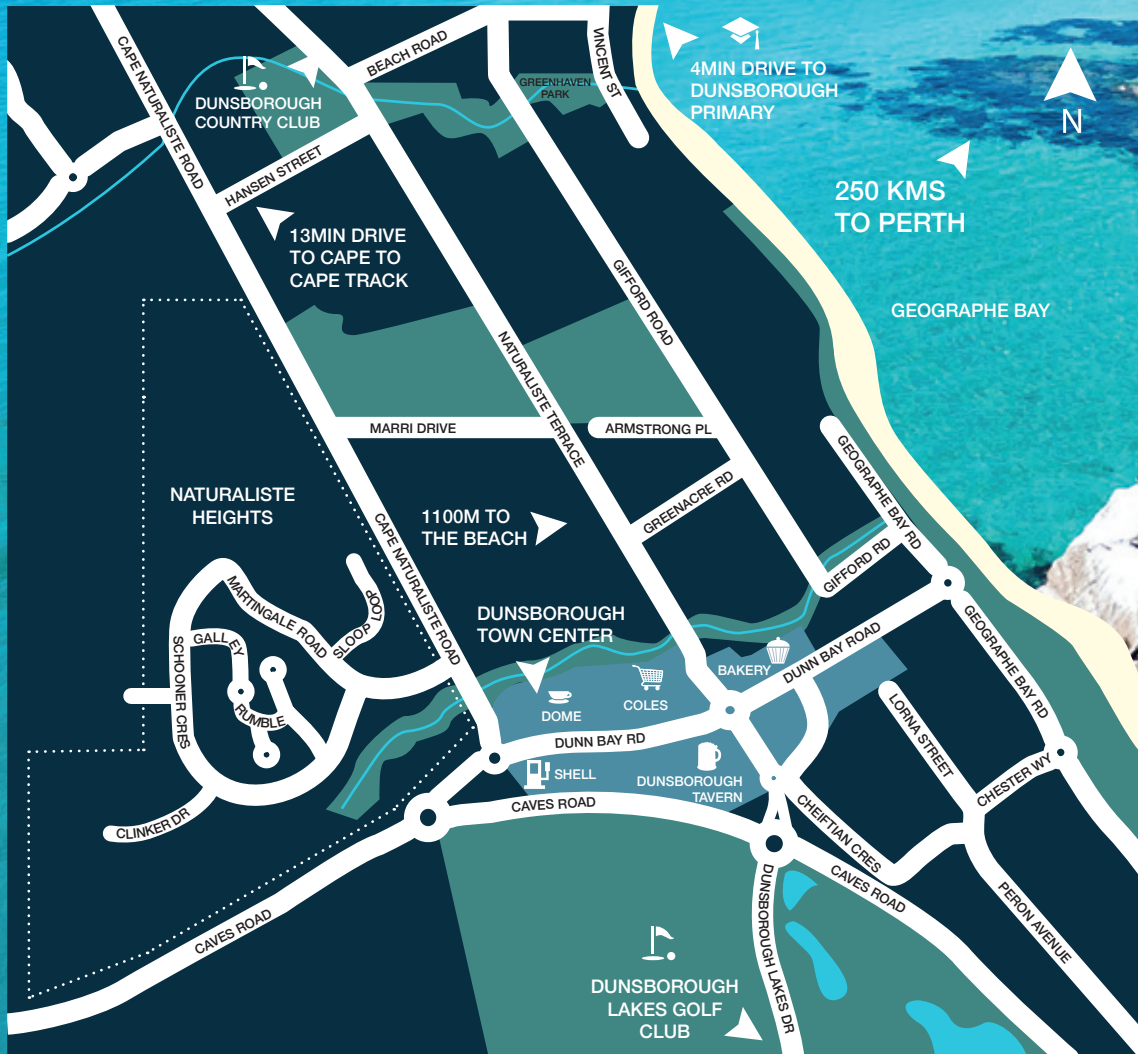 CAPE NATURALISTE ROAD
BEACH ROAD
VINCENT ST
GREENHAVEN
PARK
4MIN DRIVE TO
DUNSBOROUGH
PRIMARY
N
DUNSBOROUGH
COUNTRY CLUB
HANSEN STREET
250 KMS
TO PERTH
13MIN DRIVE
TO CAPE TO
CAPE TRACK
GIFFORD ROAD
GEOGRAPHE BAY
NATURALISTE TERRACE
MARRI DRIVE
ARMSTRONG PL
GEOGRAPHE BAY RD
NATURALISTE
HEIGHTS
GREENACRE RD
1100M TO
THE BEACH
CAPE NATURALISTE ROAD
GIFFORD RD
MARTINGALE ROAD
SLOOP LOOP
DUNSBOROUGH
TOWN CENTER
SCHOONER CRES
GALLEY
RUMBLE
BAKERY
DUNN BAY ROAD
GEOGRAPHE BAY RD
DOME
COLES
LORNA STREET
DUNN BAY RD
SHELL
DUNSBOROUGH
TAVERN
CHESTER WY
CAVES ROAD
CLINKER DR
CHEIFTIAN CRES
CAVES ROAD
CAVES ROAD
DUNSBOROUGH LAKES DR
PERON AVENUE
DUNSBOROUGH
LAKES GOLF
CLUB